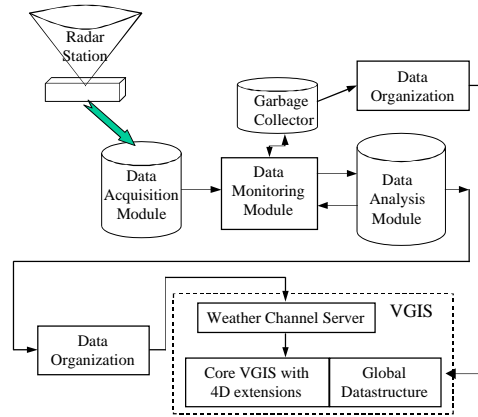 Radar
Station
Data
Organization
Garbage
Collector
Data
Acquisition
Module
Data
Monitoring
Module
Data
Analysis
Module
Weather Channel Server
VGIS
Data
Organization
Core VGIS with
4D extensions
Global
Datastructure